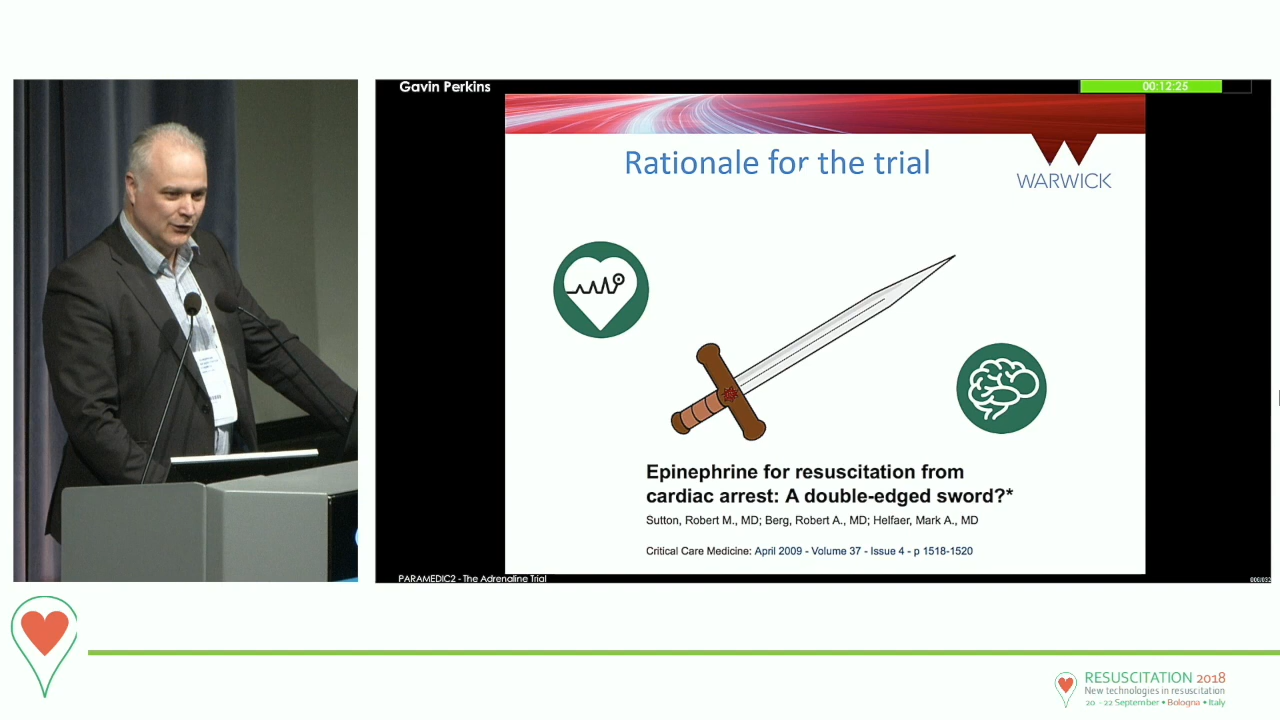 Gavin Perkins
00:12:25
Rationale for the trial
WARWICK
Epinephrine for resuscitation from
cardiac arrest: A double-edged sword?*
Sutton, Robert M., MD; Berg, Robert A., MD; Helfaer, Mark A., MD
Critical Care Medicine: April 2009 - Volume 37 - Issue 4 - p 1518-1520
PARAMEDIC2 - The Adrenaline Trial
RESUSCITATION 2018
New technologies in resuscitation
20 - 22 September • Bologna • Italy